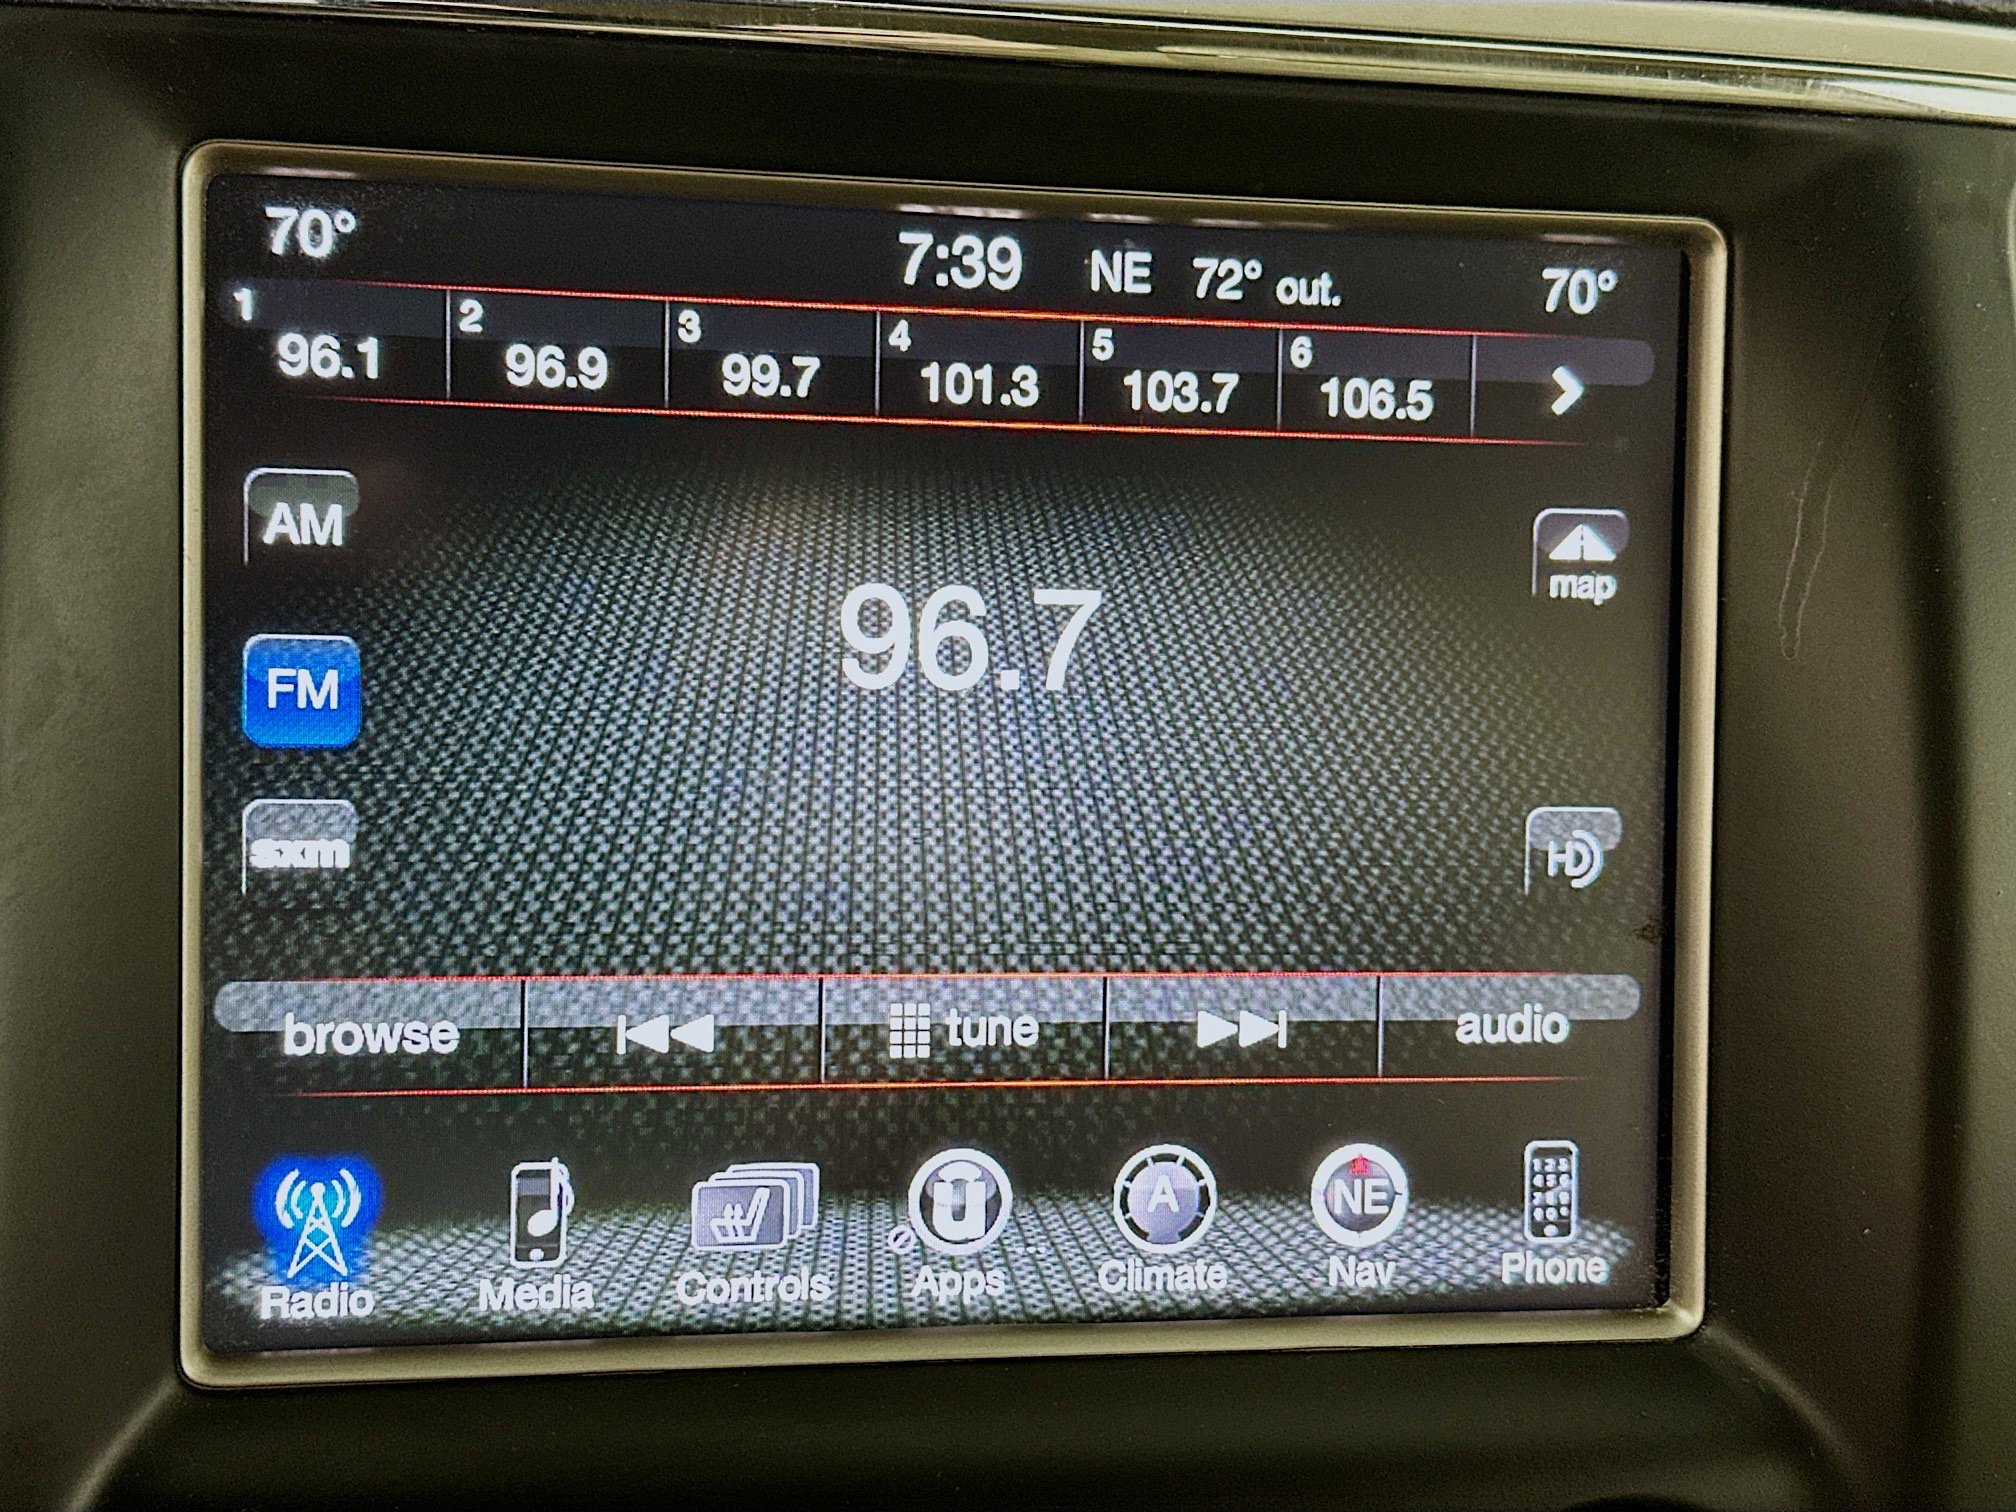 70° 7:39 NE 72° out. 70°
1 2 3 4 5 6
96.1 96.9 99.7 101.3 103.7 106.5
AM
map
96.7
FM
sxm
HD
browse tune audio
A NE
Radio Media Controls Apps Climate Nav Phone